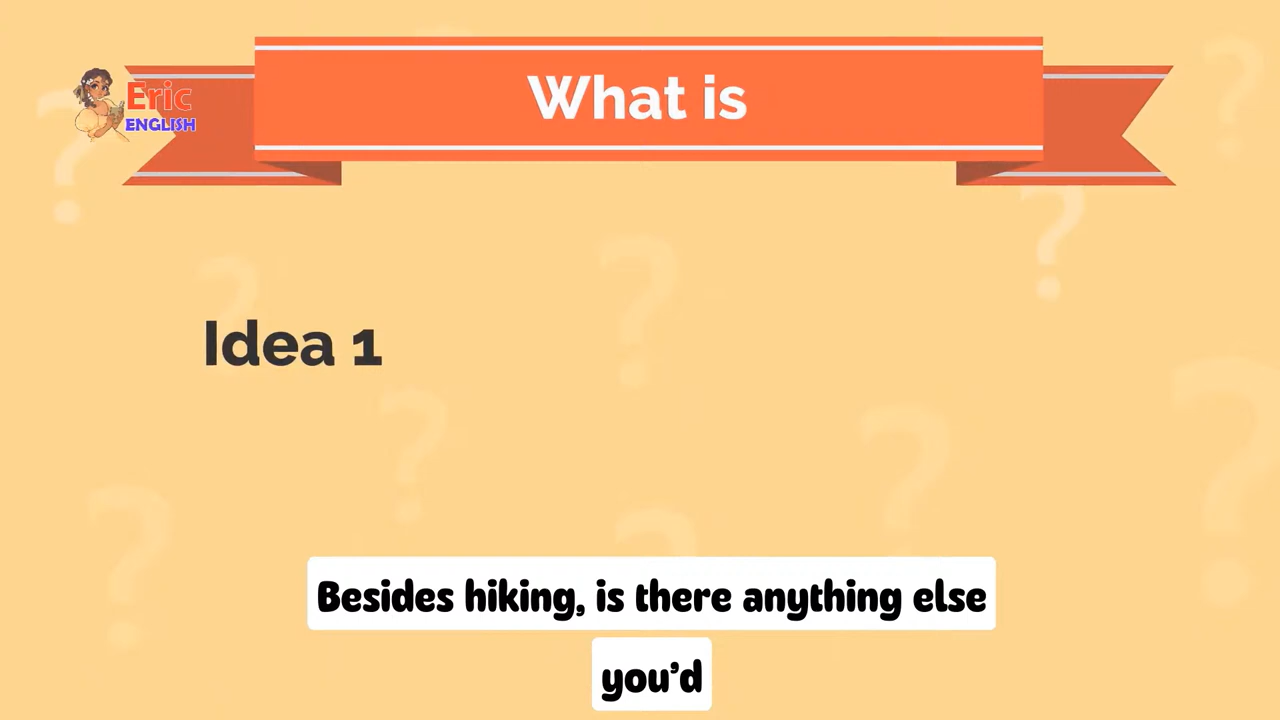 What is
Eric
ENGLISH
Idea 1
Besides hiking, is there anything else
you’d